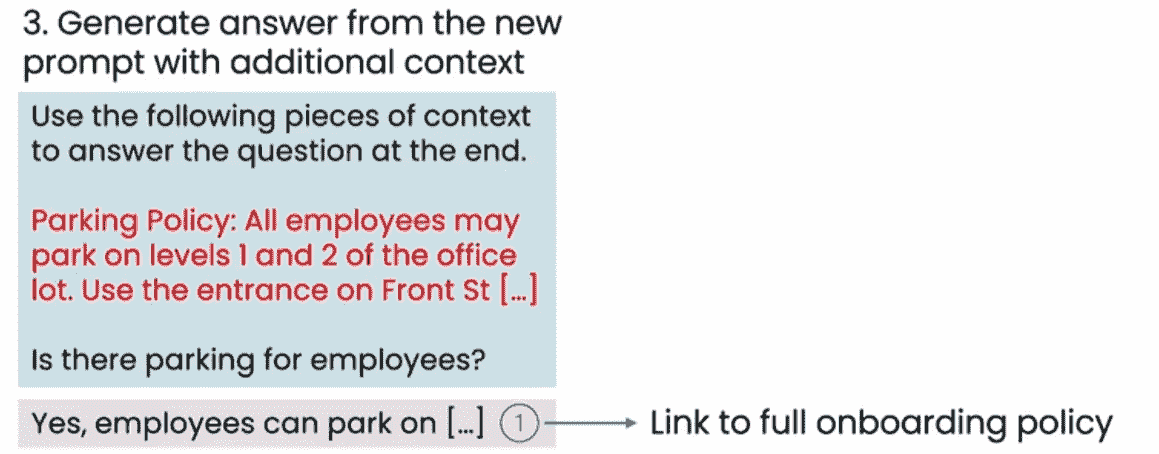 3. Generate answer from the new
prompt with additional context
Use the following pieces of context
to answer the question at the end.
Parking Policy: All employees may
park on levels 1 and 2 of the office
lot. Use the entrance on Front St [...]
Is there parking for employees?
Yes, employees can park on [...] 1 Link to full onboarding policy